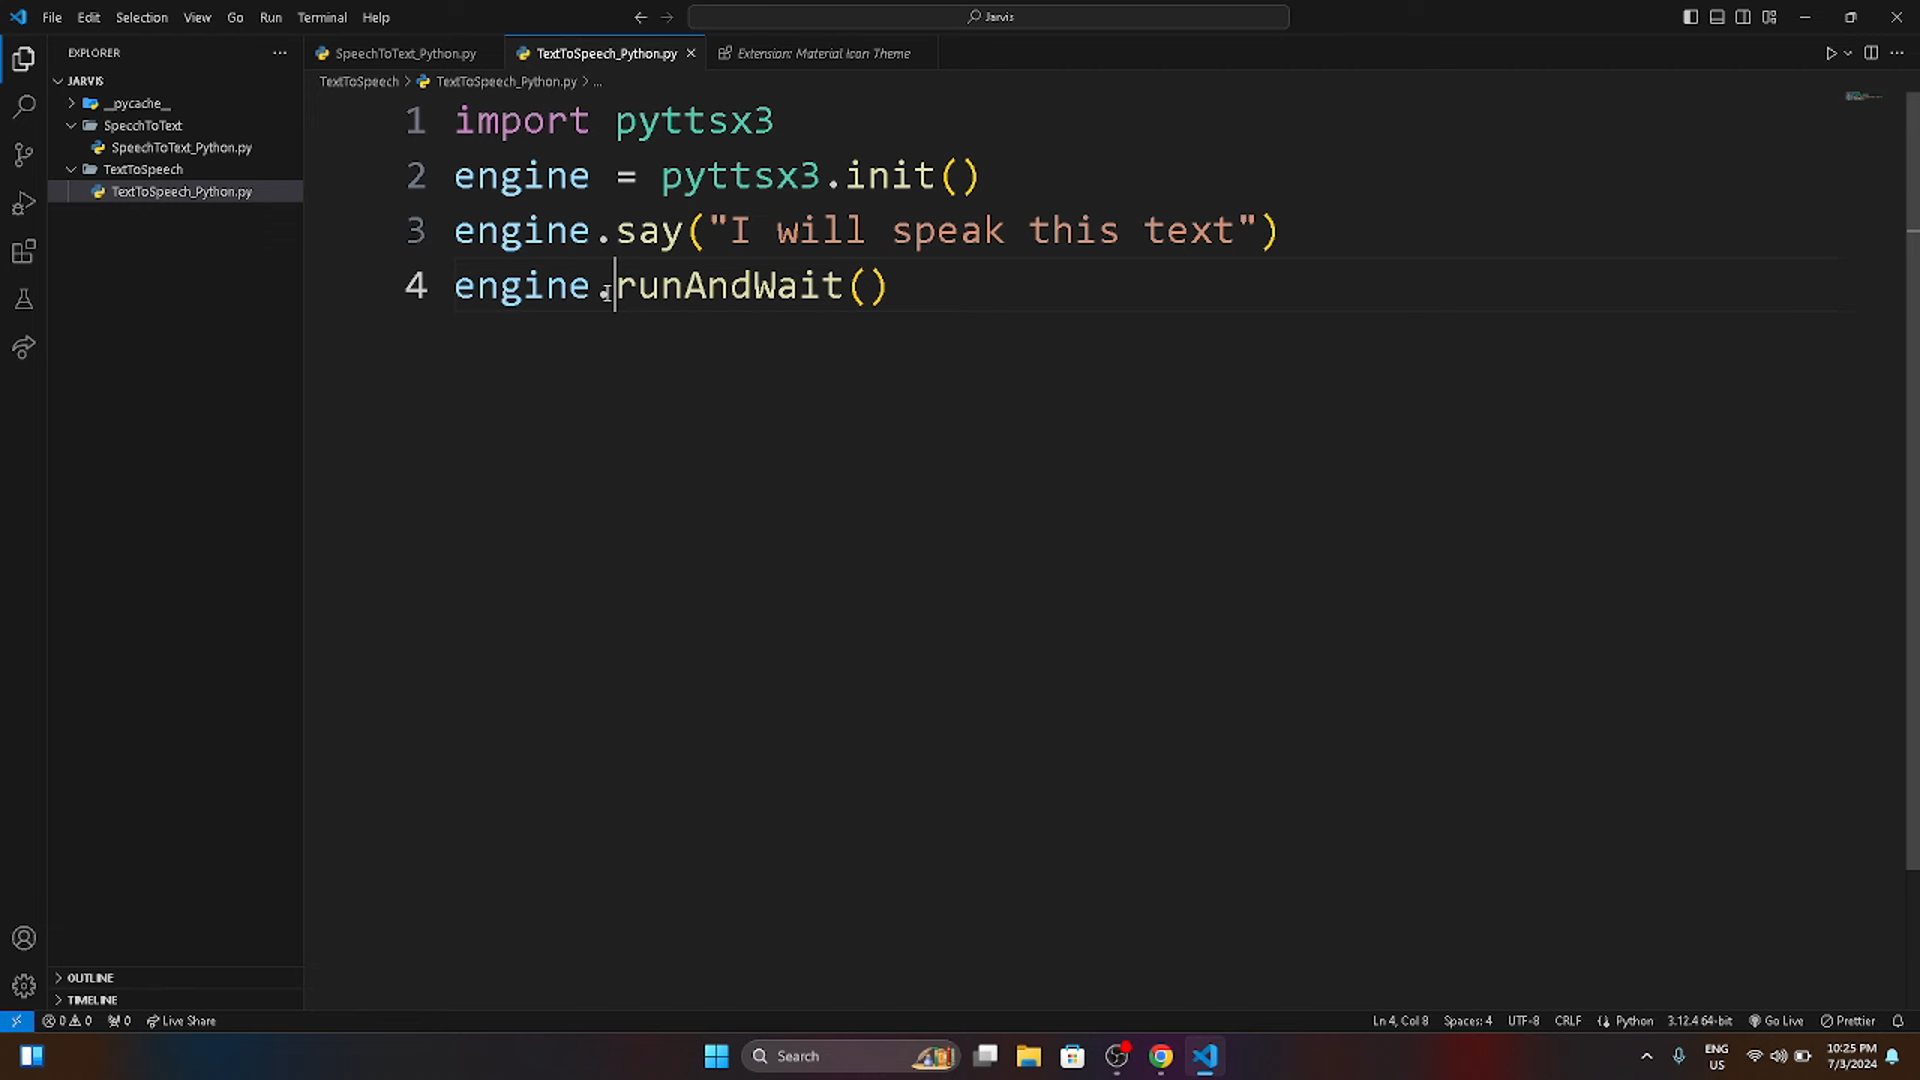 File Edit Selection View Go Run Terminal Help
Jarvis
EXPLORER
JARVIS
__pycache__
SpecchToText
SpeechToText_Python.py
TextToSpeech
TextToSpeech_Python.py
OUTLINE
TIMELINE
SpeechToText_Python.py
TextToSpeech_Python.py
Extension: Material Icon Theme
TextToSpeech > TextToSpeech_Python.py > ...
1 import pyttsx3
2 engine = pyttsx3.init()
3 engine.say("I will speak this text")
4 engine.runAndWait()
0 0 0 Live Share
Ln 4, Col 8 Spaces: 4 UTF-8 CRLF Python 3.12.4 64-bit Go Live Prettier
Search
ENG
US
10:25 PM
7/3/2024